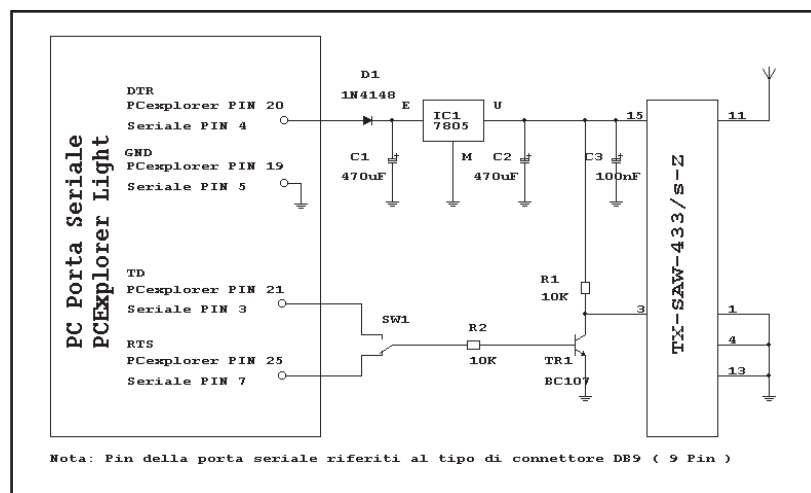 PC Porta Seriale
PCExplorer Light
DTR
PCexplorer PIN 20
Seriale PIN 4
GND
PCexplorer PIN 19
Seriale PIN 5
TD
PCexplorer PIN 21
Seriale PIN 3
RTS
PCexplorer PIN 25
Seriale PIN 7
D1
1N4148
E
IC1
7805
U
M
C1
470uF
C2
470uF
C3
100nF
R1
10K
SW1
R2
10K
TR1
BC107
15
3
TX-SAW-433/s-Z
11
1
4
13
Nota: Pin della porta seriale riferiti al tipo di connettore DB9 ( 9 Pin )